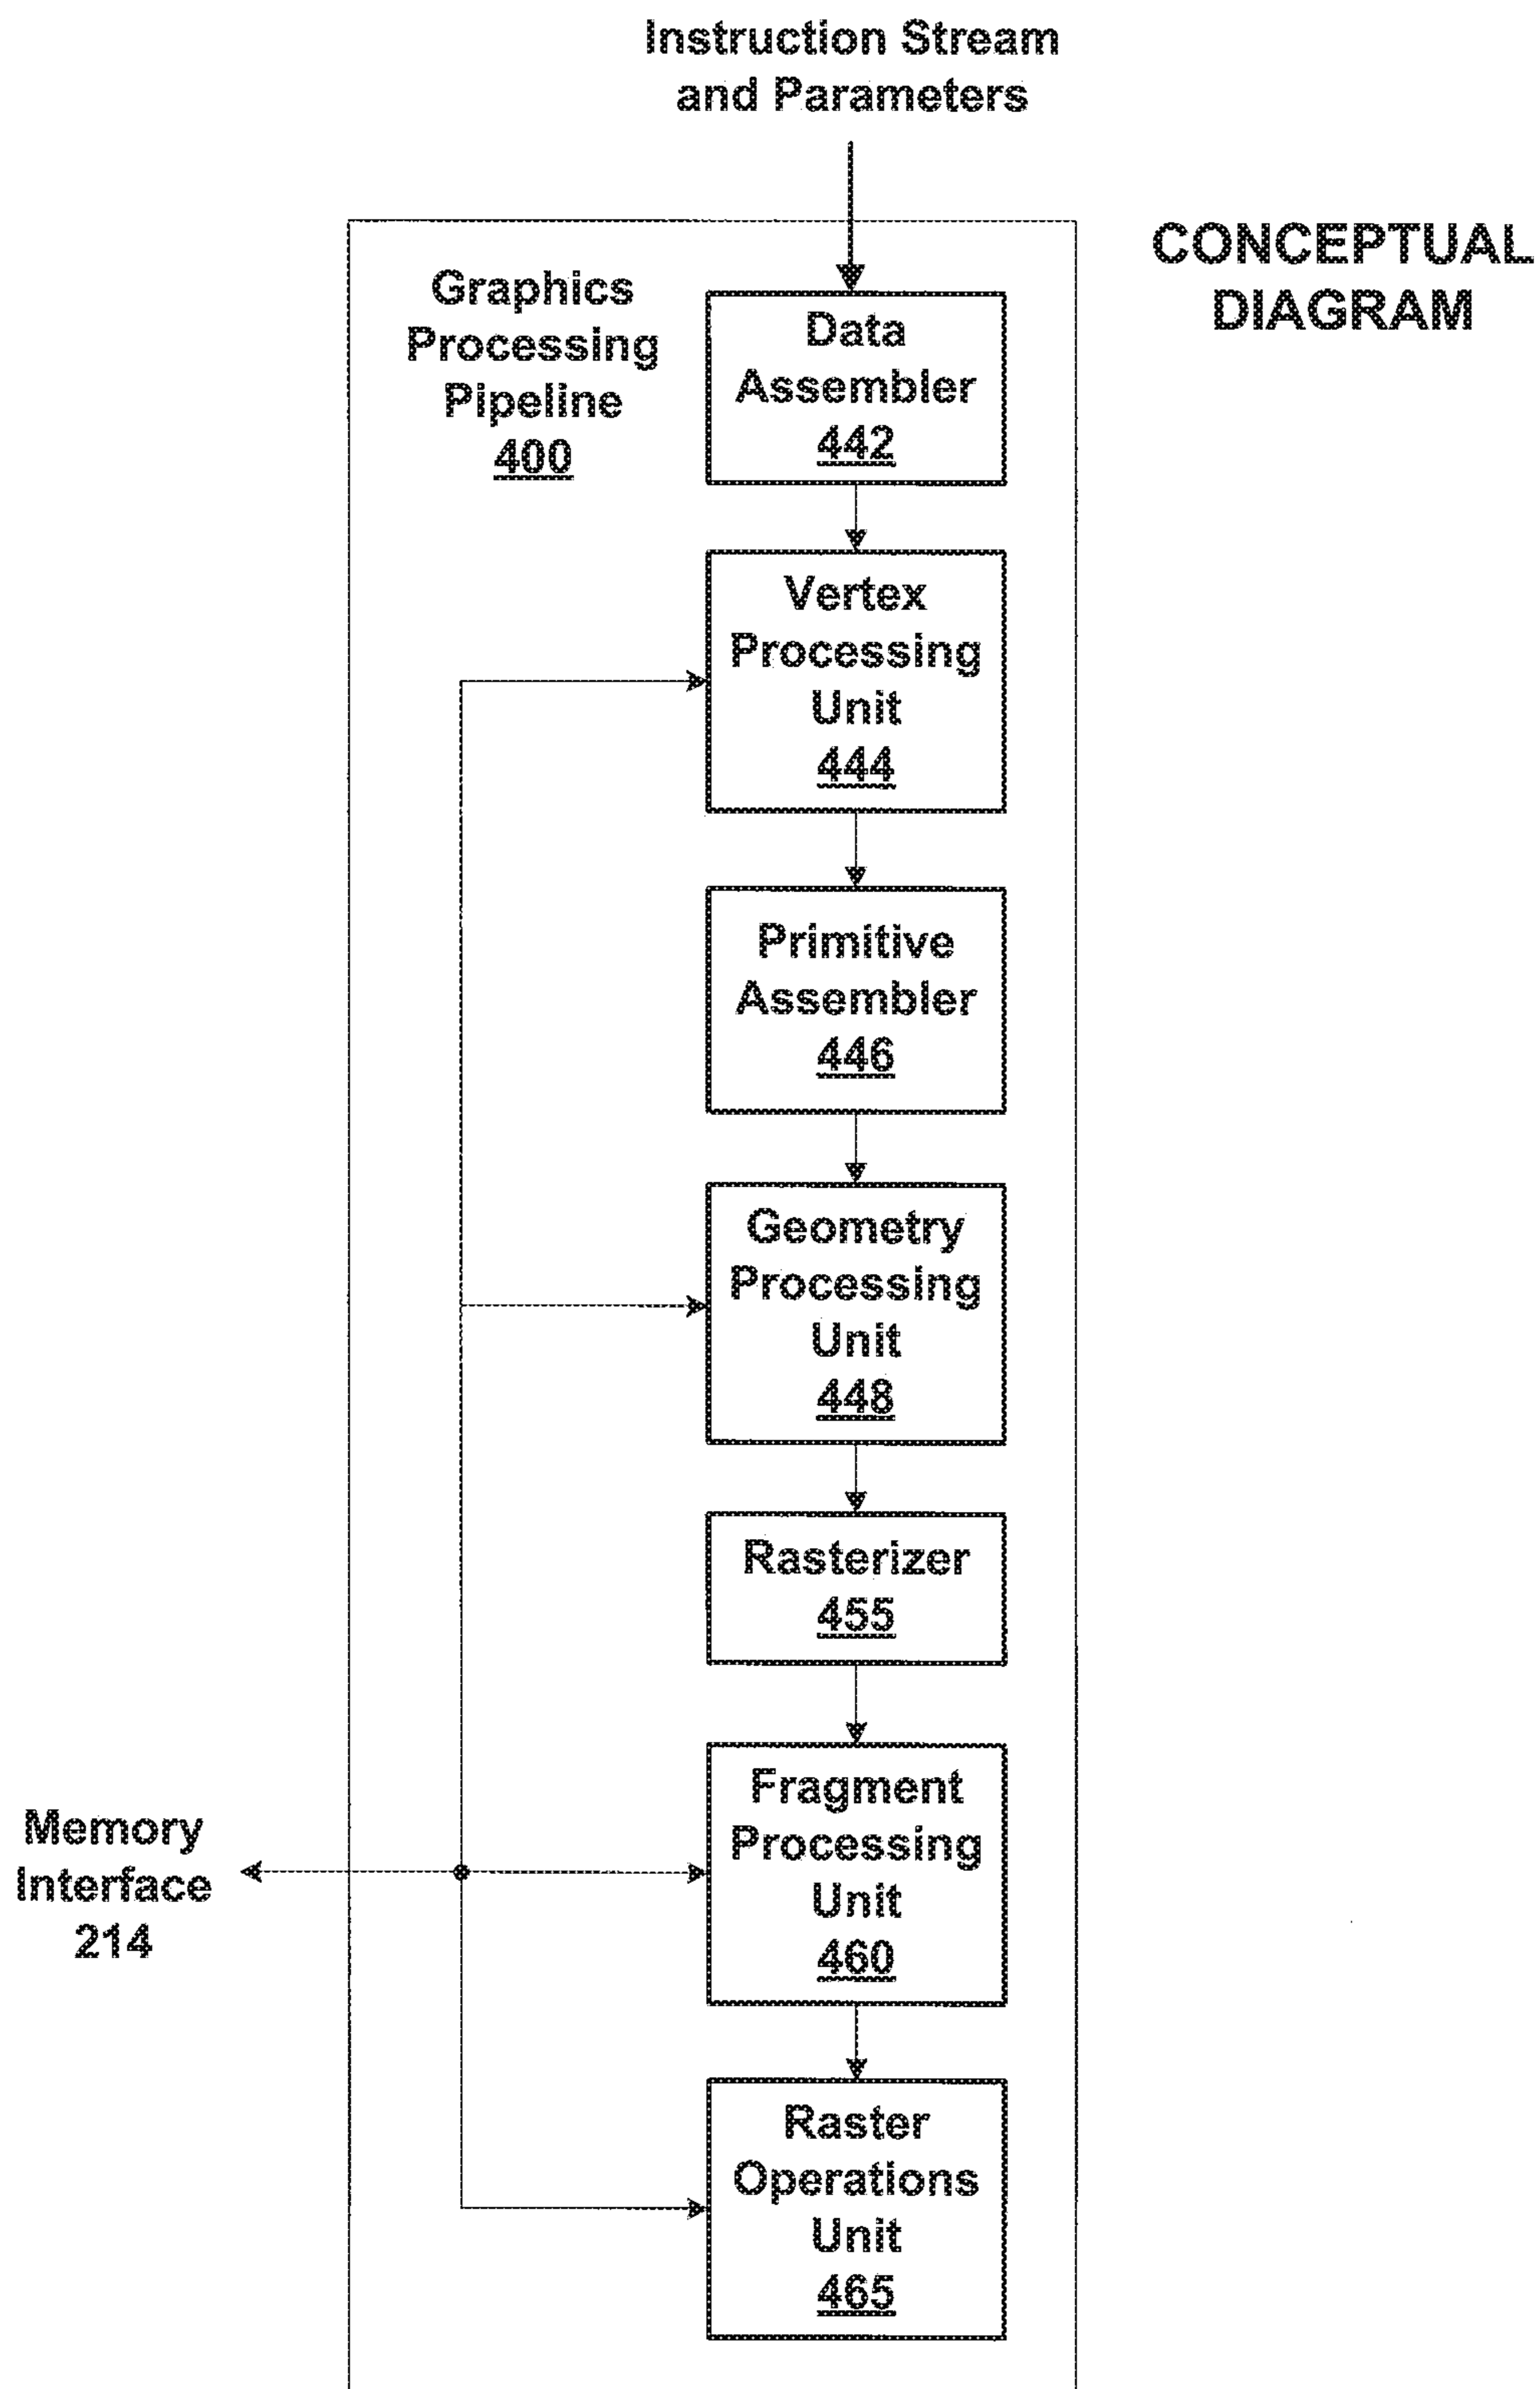 Instruction Stream
and Parameters
CONCEPTUAL
DIAGRAM
Graphics
Processing
Pipeline
400
Data
Assembler
442
Vertex
Processing
Unit
444
Primitive
Assembler
446
Geometry
Processing
Unit
448
Rasterizer
455
Fragment
Processing
Unit
460
Memory
Interface
214
Raster
Operations
Unit
465